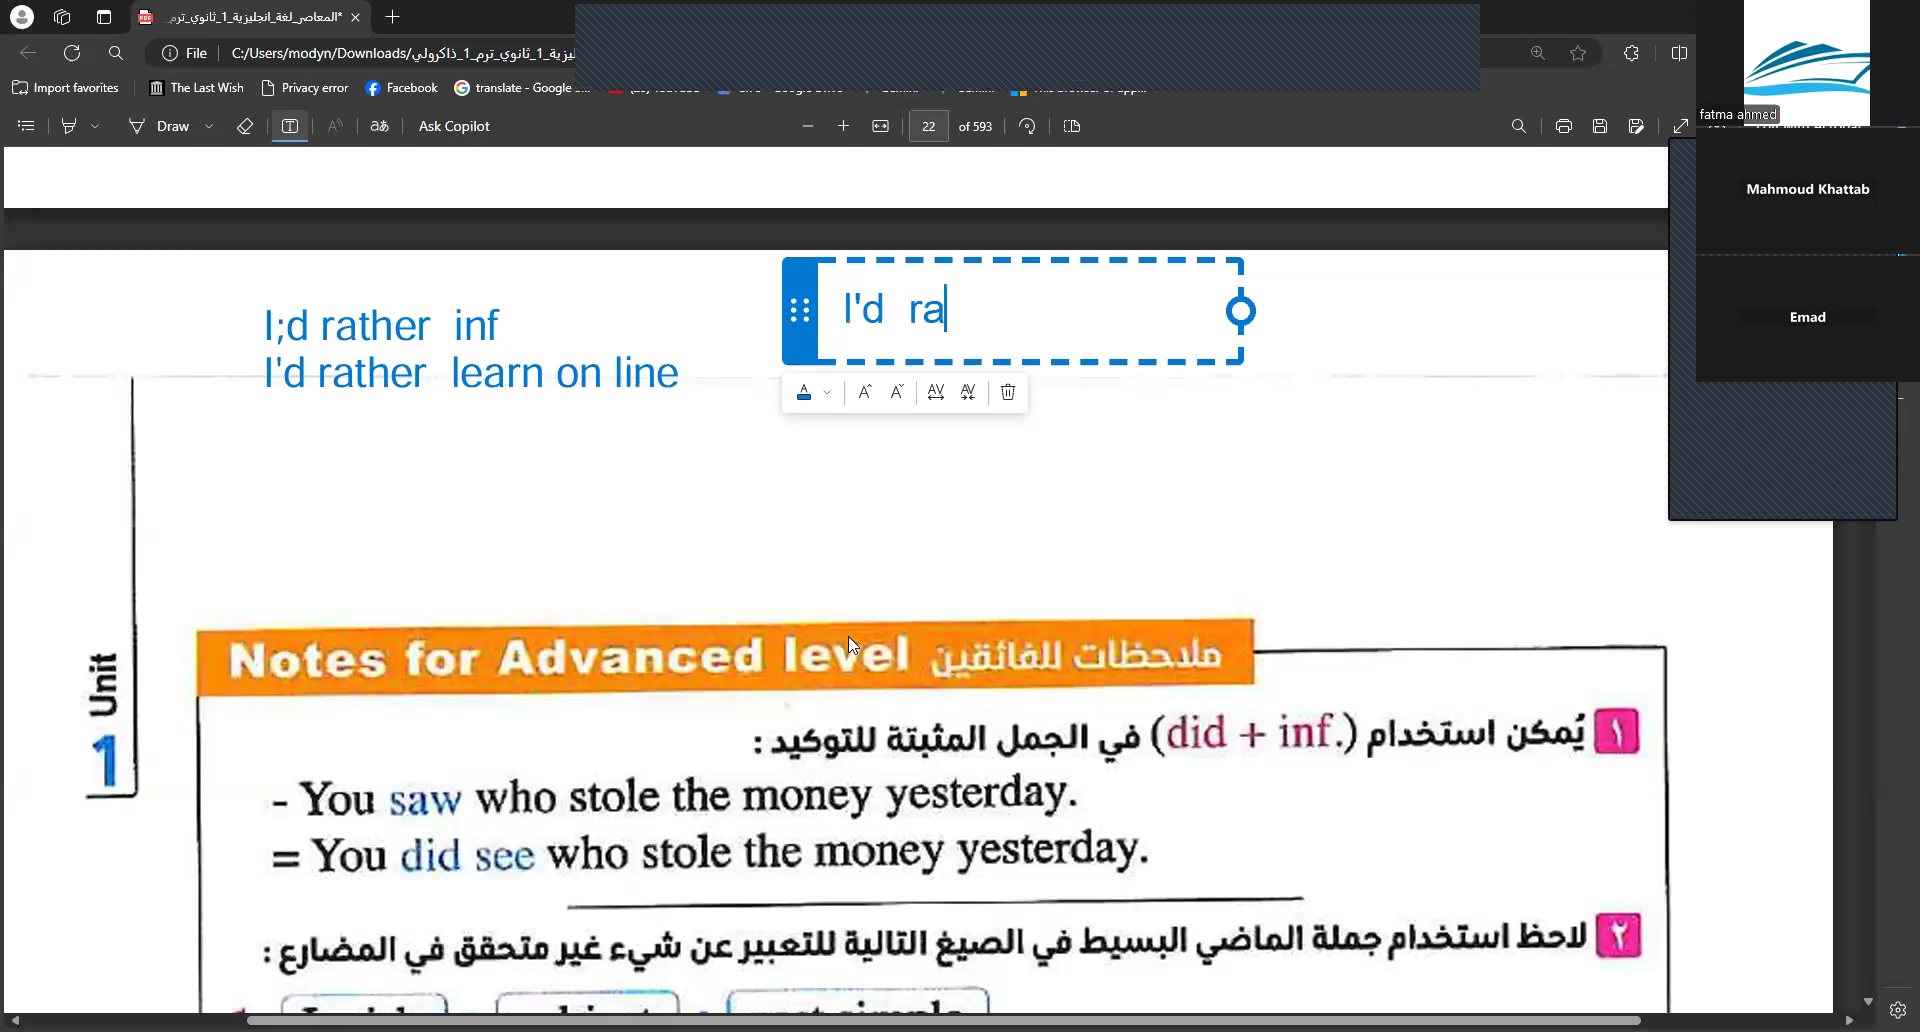 *المعاصر_لغة_انجليزية_1_ثانوي_تر
File
C:/Users/modyn/Downloads/
Import favorites
The Last Wish
Privacy error
Facebook
translate - Google
Draw
Ask Copilot
22
of 593
fatma ahmed
Mahmoud Khattab
Emad
I'd ra
I;d rather inf
I'd rather learn on line
Unit
1
Notes for Advanced level ملاحظات للفائقين
١ يُمكن استخدام (did + inf.) في الجمل المثبتة للتوكيد :
- You saw who stole the money yesterday.
= You did see who stole the money yesterday.
٢ لاحظ استخدام جملة الماضي البسيط في الصيغ التالية للتعبير عن شيء غير متحقق في المضارع :